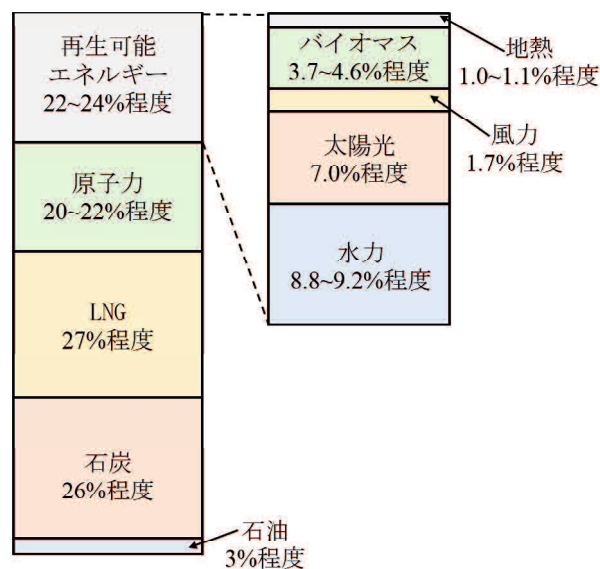 再生可能
エネルギー
22~24%程度
原子力
20~22%程度
LNG
27%程度
石炭
26%程度
石油
3%程度
地熱
1.0~1.1%程度
バイオマス
3.7~4.6%程度
風力
1.7%程度
太陽光
7.0%程度
水力
8.8~9.2%程度